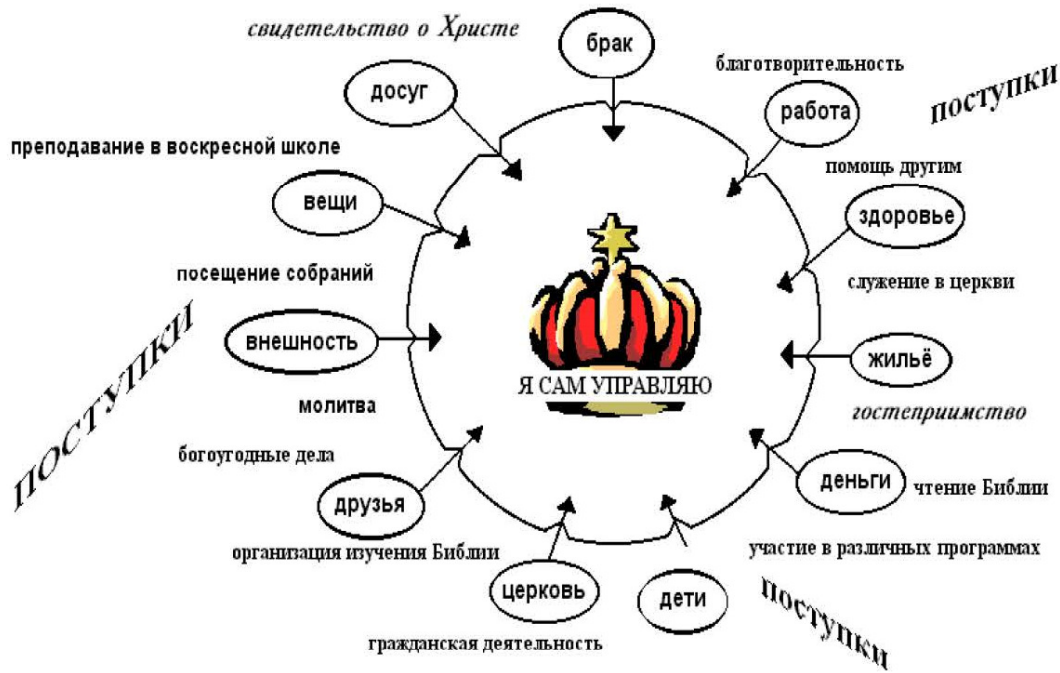 свидетельство о Христе
брак
благотворительность
поступки
досуг
работа
преподавание в воскресной школе
помощь другим
вещи
здоровье
посещение собраний
служение в церкви
ПОСТУПКИ
внешность
жильё
Я САМ УПРАВЛЯЮ
молитва
гостеприимство
богоугодные дела
друзья
деньги
чтение Библии
организация изучения Библии
участие в различных программах
церковь
дети
поступки
гражданская деятельность